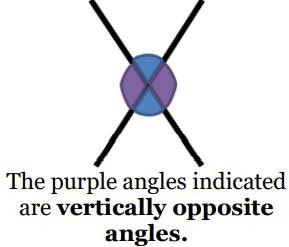 The purple angles indicated
are vertically opposite
angles.